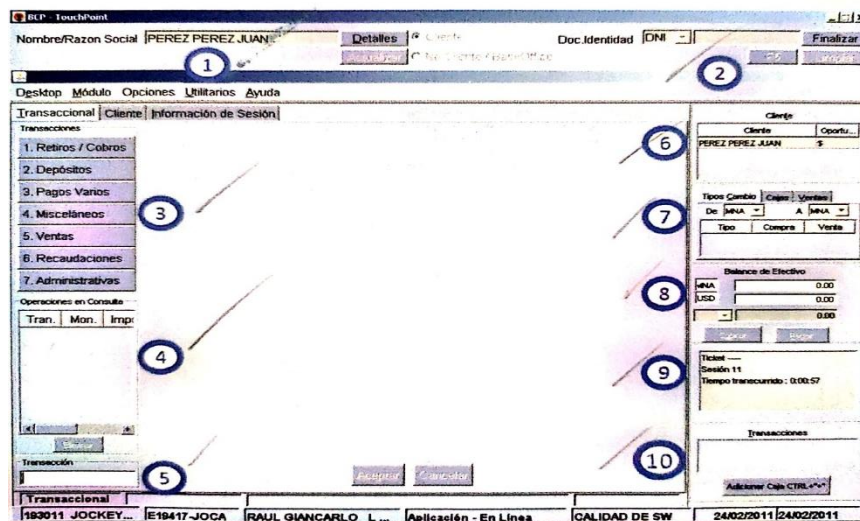 BCP - TouchPoint
Nombre/Razon Social PEREZ PEREZ JUAN Detalles Cliente Doc.Identidad DNI Finalizar
1
2
Desktop Módulo Opciones Utilitarios Ayuda
Transaccional Cliente Información de Sesión
Transacciones
1. Retiros / Cobros
2. Depósitos
3. Pagos Varios
4. Misceláneos
5. Ventas
6. Recaudaciones
7. Administrativas
3
Operaciones en Consulta
Tran. Mon. Impo
4
Transacción
5
Aceptar Cancelar
Cliente
Cliente Oportu...
PEREZ PEREZ JUAN $
6
Tipos Cambio Cajas Ventas
De MNA A MNA
Tipo Compra Venta
7
Balance de Efectivo
MNA 0.00
USD 0.00
0.00
8
Ticket ----
Sesión 11
Tiempo transcurrido : 0:00:57
9
Transacciones
10
Adicionar Caja CTRL+"+"
Transaccional
193011 JOCKEY... E19417-JOCA RAUL GIANCARLO L ... Aplicación - En Línea CALIDAD DE SW 24/02/2011 24/02/2011